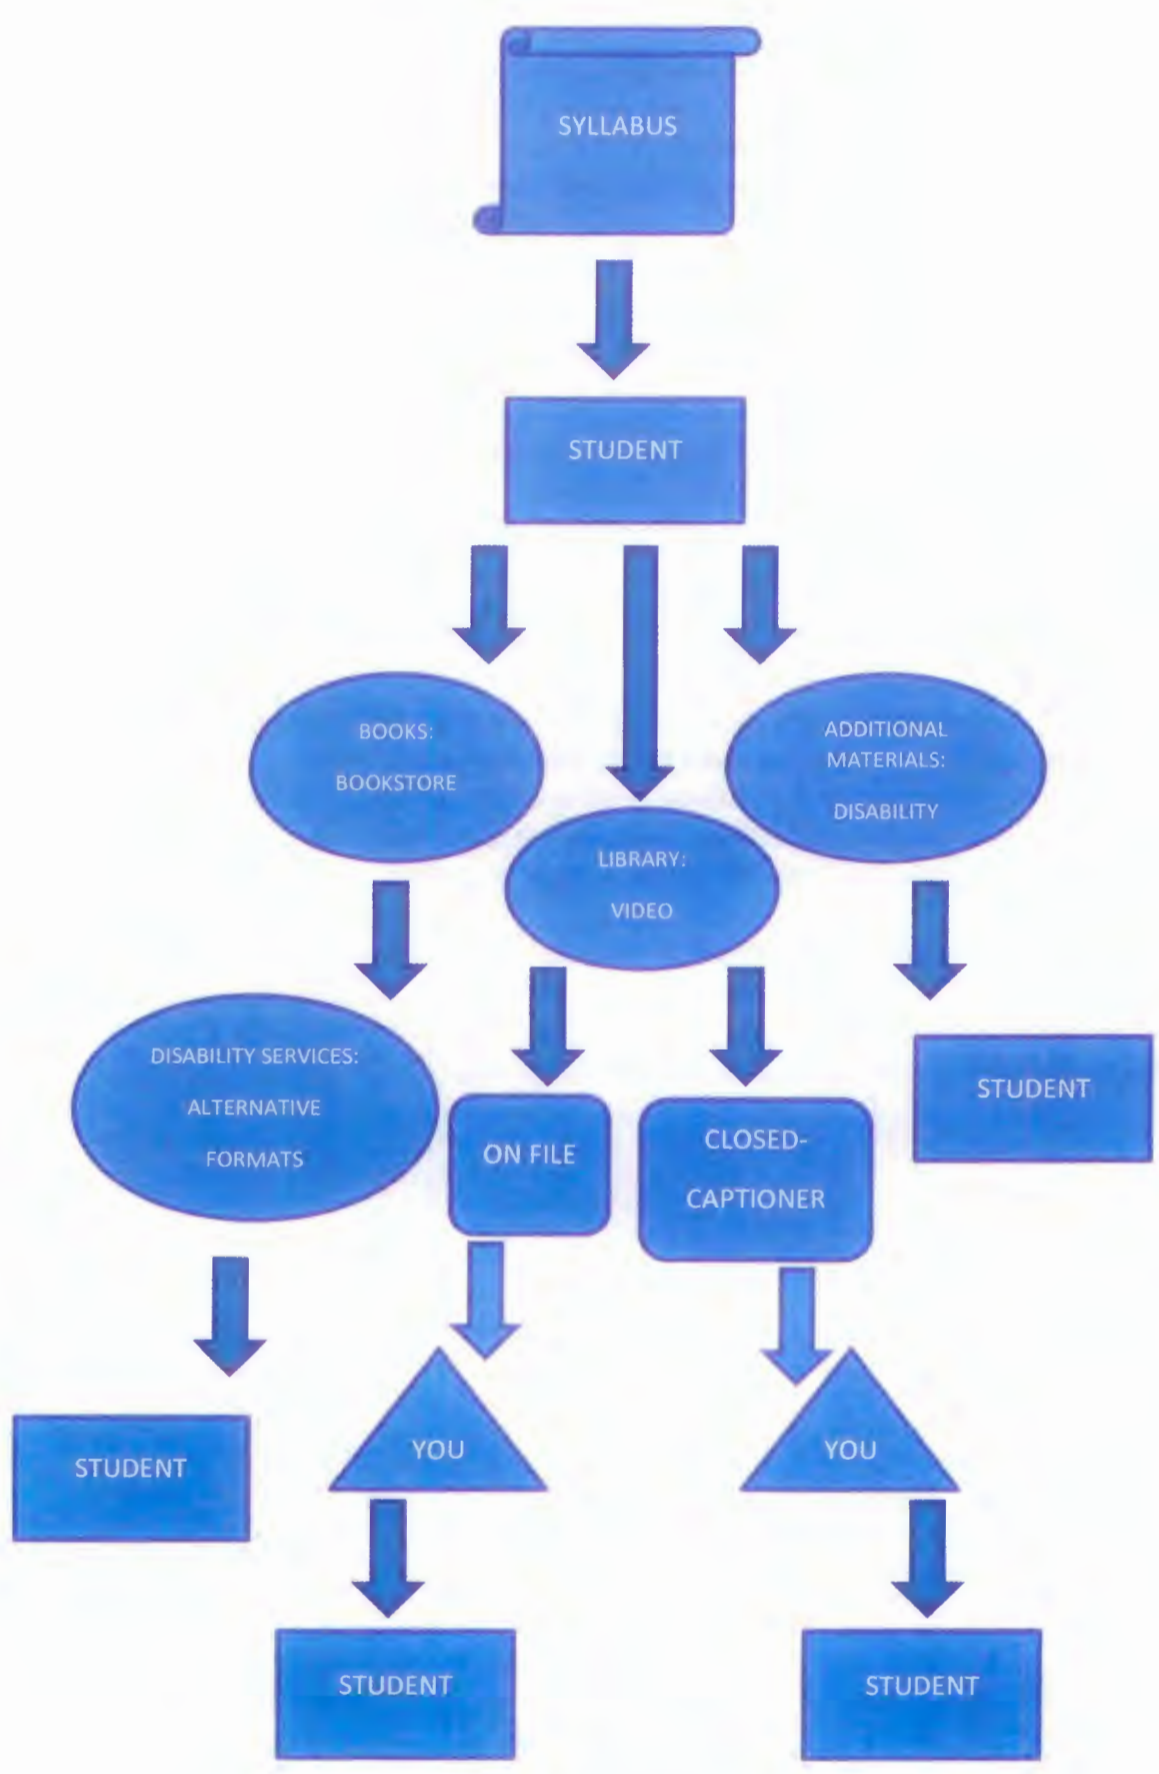 SYLLABUS
STUDENT
BOOKS:
BOOKSTORE
ADDITIONAL
MATERIALS:
DISABILITY
LIBRARY:
VIDEO
DISABILITY SERVICES:
ALTERNATIVE
FORMATS
ON FILE
CLOSED-
CAPTIONER
STUDENT
STUDENT
YOU
YOU
STUDENT
STUDENT